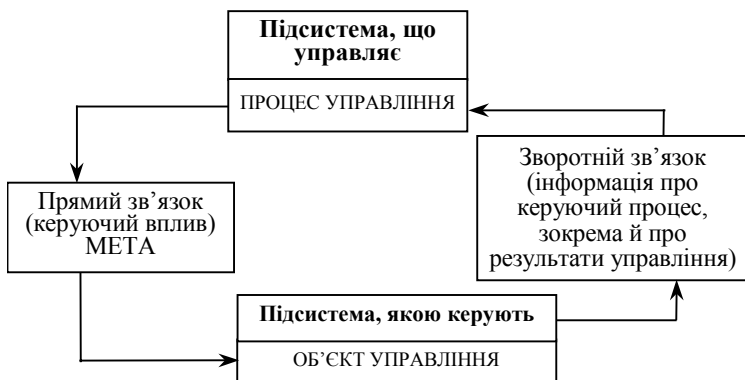 Підсистема, що
управляє
ПРОЦЕС УПРАВЛІННЯ
Прямий зв’язок
(керуючий вплив)
МЕТА
Зворотній зв’язок
(інформація про
керуючий процес,
зокрема й про
результати управління)
Підсистема, якою керують
ОБ’ЄКТ УПРАВЛІННЯ